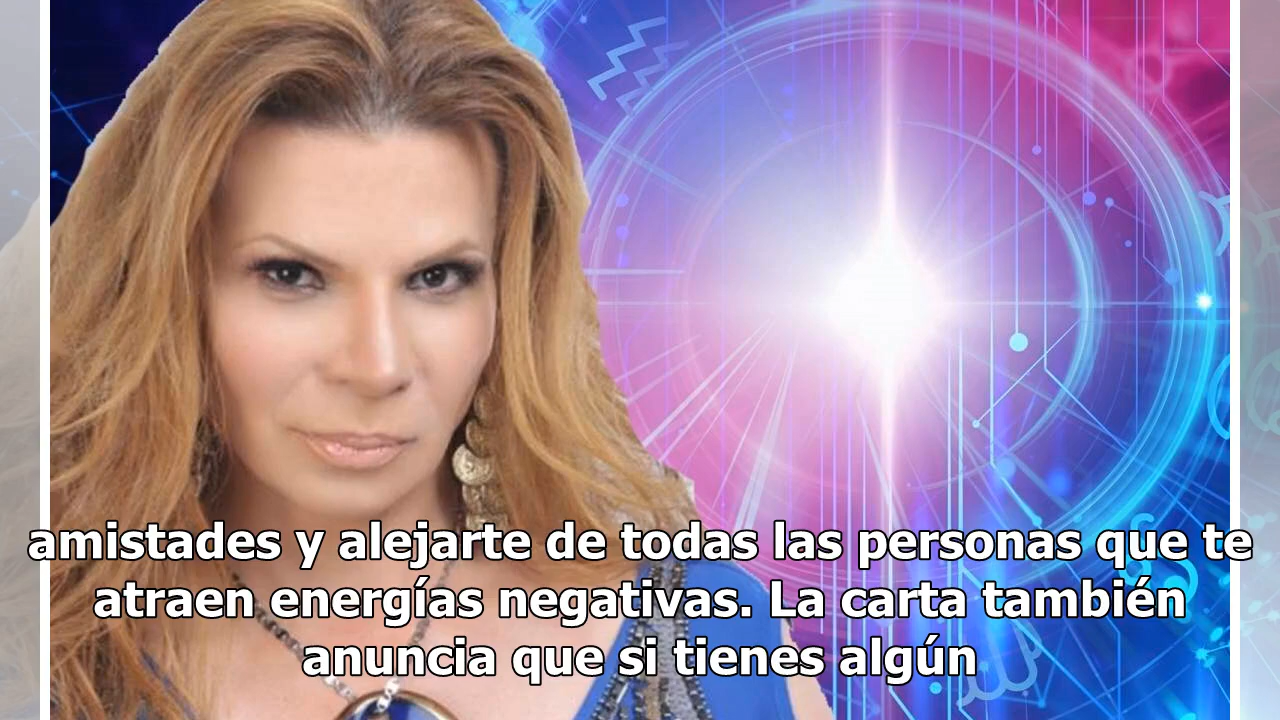 amistades y alejarte de todas las personas que te
atraen energías negativas. La carta también
anuncia que si tienes algún